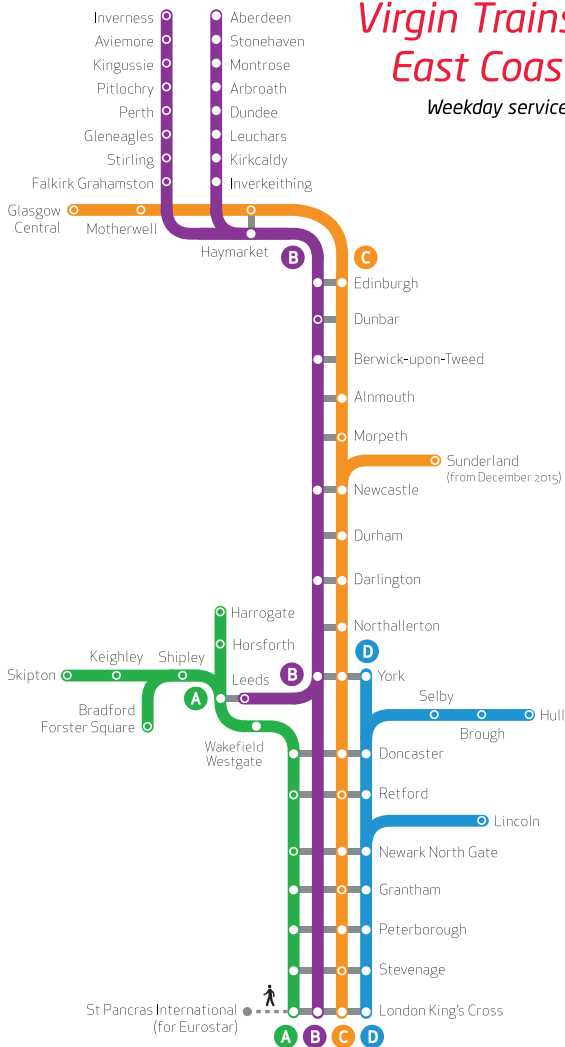 Virgin Trains
East Coas
Weekday service
Inverness
Aviemore
Kingussie
Pitlochry
Perth
Gleneagles
Stirling
Falkirk Grahamston
Aberdeen
Stonehaven
Montrose
Arbroath
Dundee
Leuchars
Kirkcaldy
Inverkeithing
Glasgow
Central
Motherwell
Haymarket
B
C
Edinburgh
Dunbar
Berwick-upon-Tweed
Alnmouth
Morpeth
Sunderland
(from December 2015)
Newcastle
Durham
Darlington
Northallerton
Harrogate
Horsforth
Leeds
Skipton
Keighley
Shipley
Bradford
Forster Square
A
B
D
York
Wakefield
Westgate
Selby
Hull
Brough
Doncaster
Retford
Lincoln
Newark North Gate
Grantham
Peterborough
Stevenage
St Pancras International
(for Eurostar)
London King's Cross
A
B
C
D